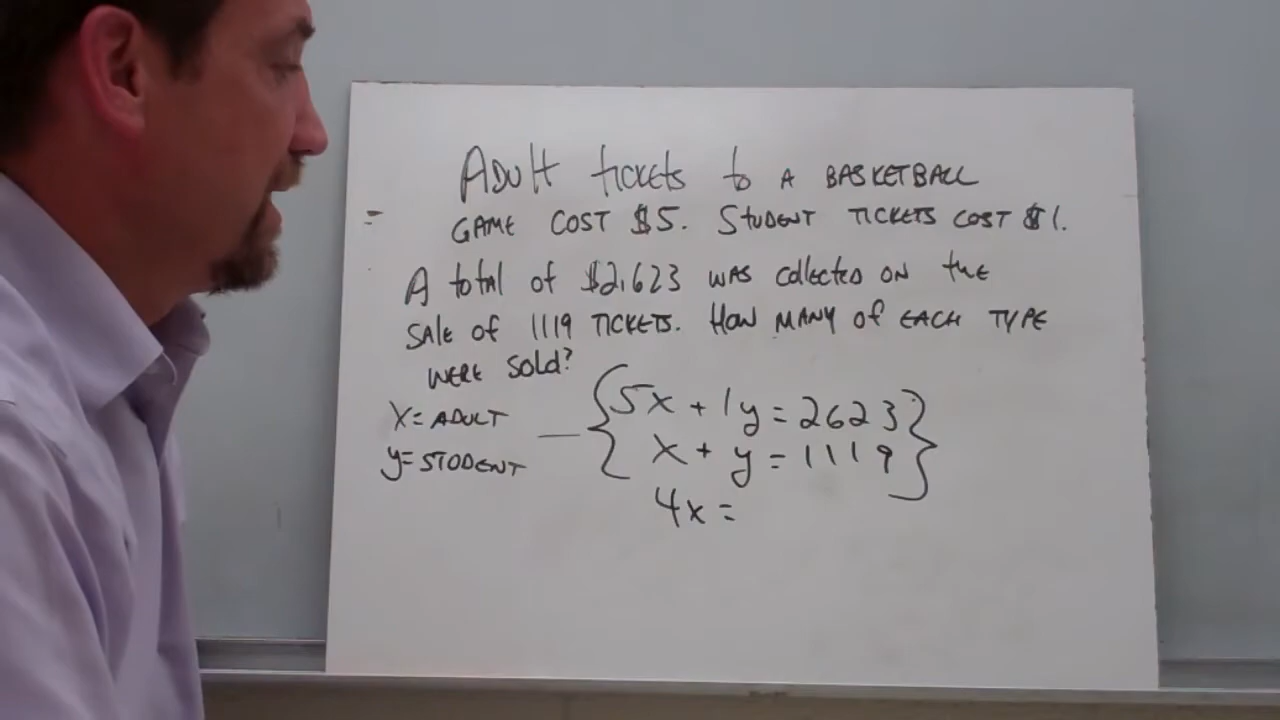 ADULT TICKETS TO A BASKETBALL
GAME COST $5. STUDENT TICKETS COST $1.
A total of $2,623 WAS collected ON the
SALE of 1119 TICKETS. HOW MANY of EACH TYPE
WERE SOLD?
X = ADULT
y = STUDENT
5x + 1y = 2623
x + y = 1119
4x =